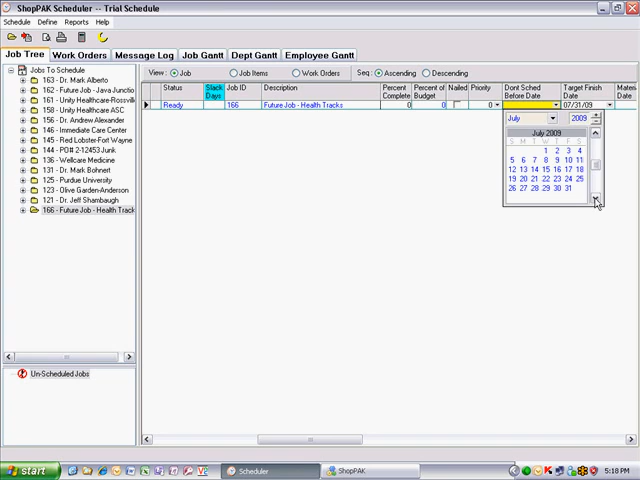 ShopPAK Scheduler -- Trial Schedule
Schedule Define Reports Help
Job Tree Work Orders Message Log Job Gantt Dept Gantt Employee Gantt
Jobs To Schedule
163 - Dr. Mark Alberto
162 - Future Job - Java Junctio
161 - Unity Healthcare-Rossvill
158 - Unity Healthcare ASC
156 - Dr. Andrew Alexander
146 - Immediate Care Center
145 - Red Lobster-Fort Wayne
144 - PO# 2-12453 Junk
136 - Wellcare Medicine
131 - Dr. Mark Bohnert
125 - Purdue University
123 - Olive Garden-Anderson
121 - Dr. Jeff Shambaugh
166 - Future Job - Health Track
Un-Scheduled Jobs
View : Job Job Items Work Orders Seq : Ascending Descending
Status Slack Days Job ID Description Percent Complete Percent of Budget Nailed Priority Dont Sched Before Date Target Finish Date Materia Date
Ready 166 Future Job - Health Tracks 0 0 0 07/31/09
July 2009
July 2009
S M T W T F S
1 2 3 4
5 6 7 8 9 10 11
12 13 14 15 16 17 18
19 20 21 22 23 24 25
26 27 28 29 30 31
start Scheduler ShopPAK 5:18 PM